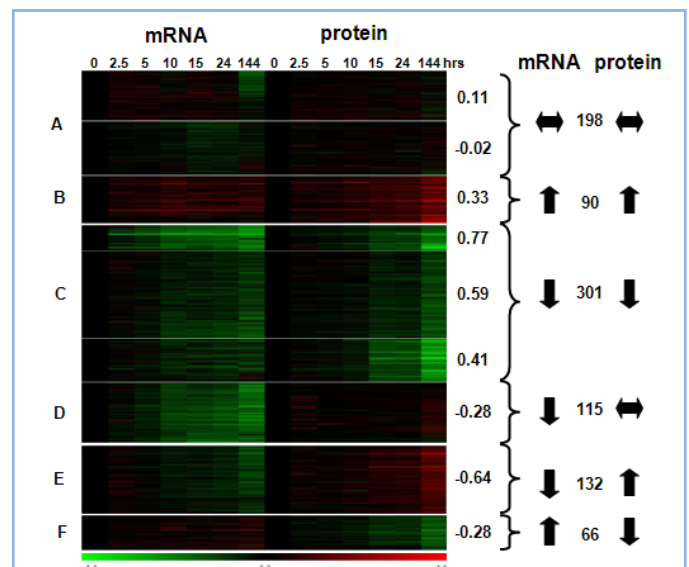 mRNA protein
0 2.5 5 10 15 24 144 0 2.5 5 10 15 24 144 hrs
mRNA protein
0.11
A 198
-0.02
B 0.33 90
0.77
C 0.59 301
0.41
D -0.28 115
E -0.64 132
F -0.28 66